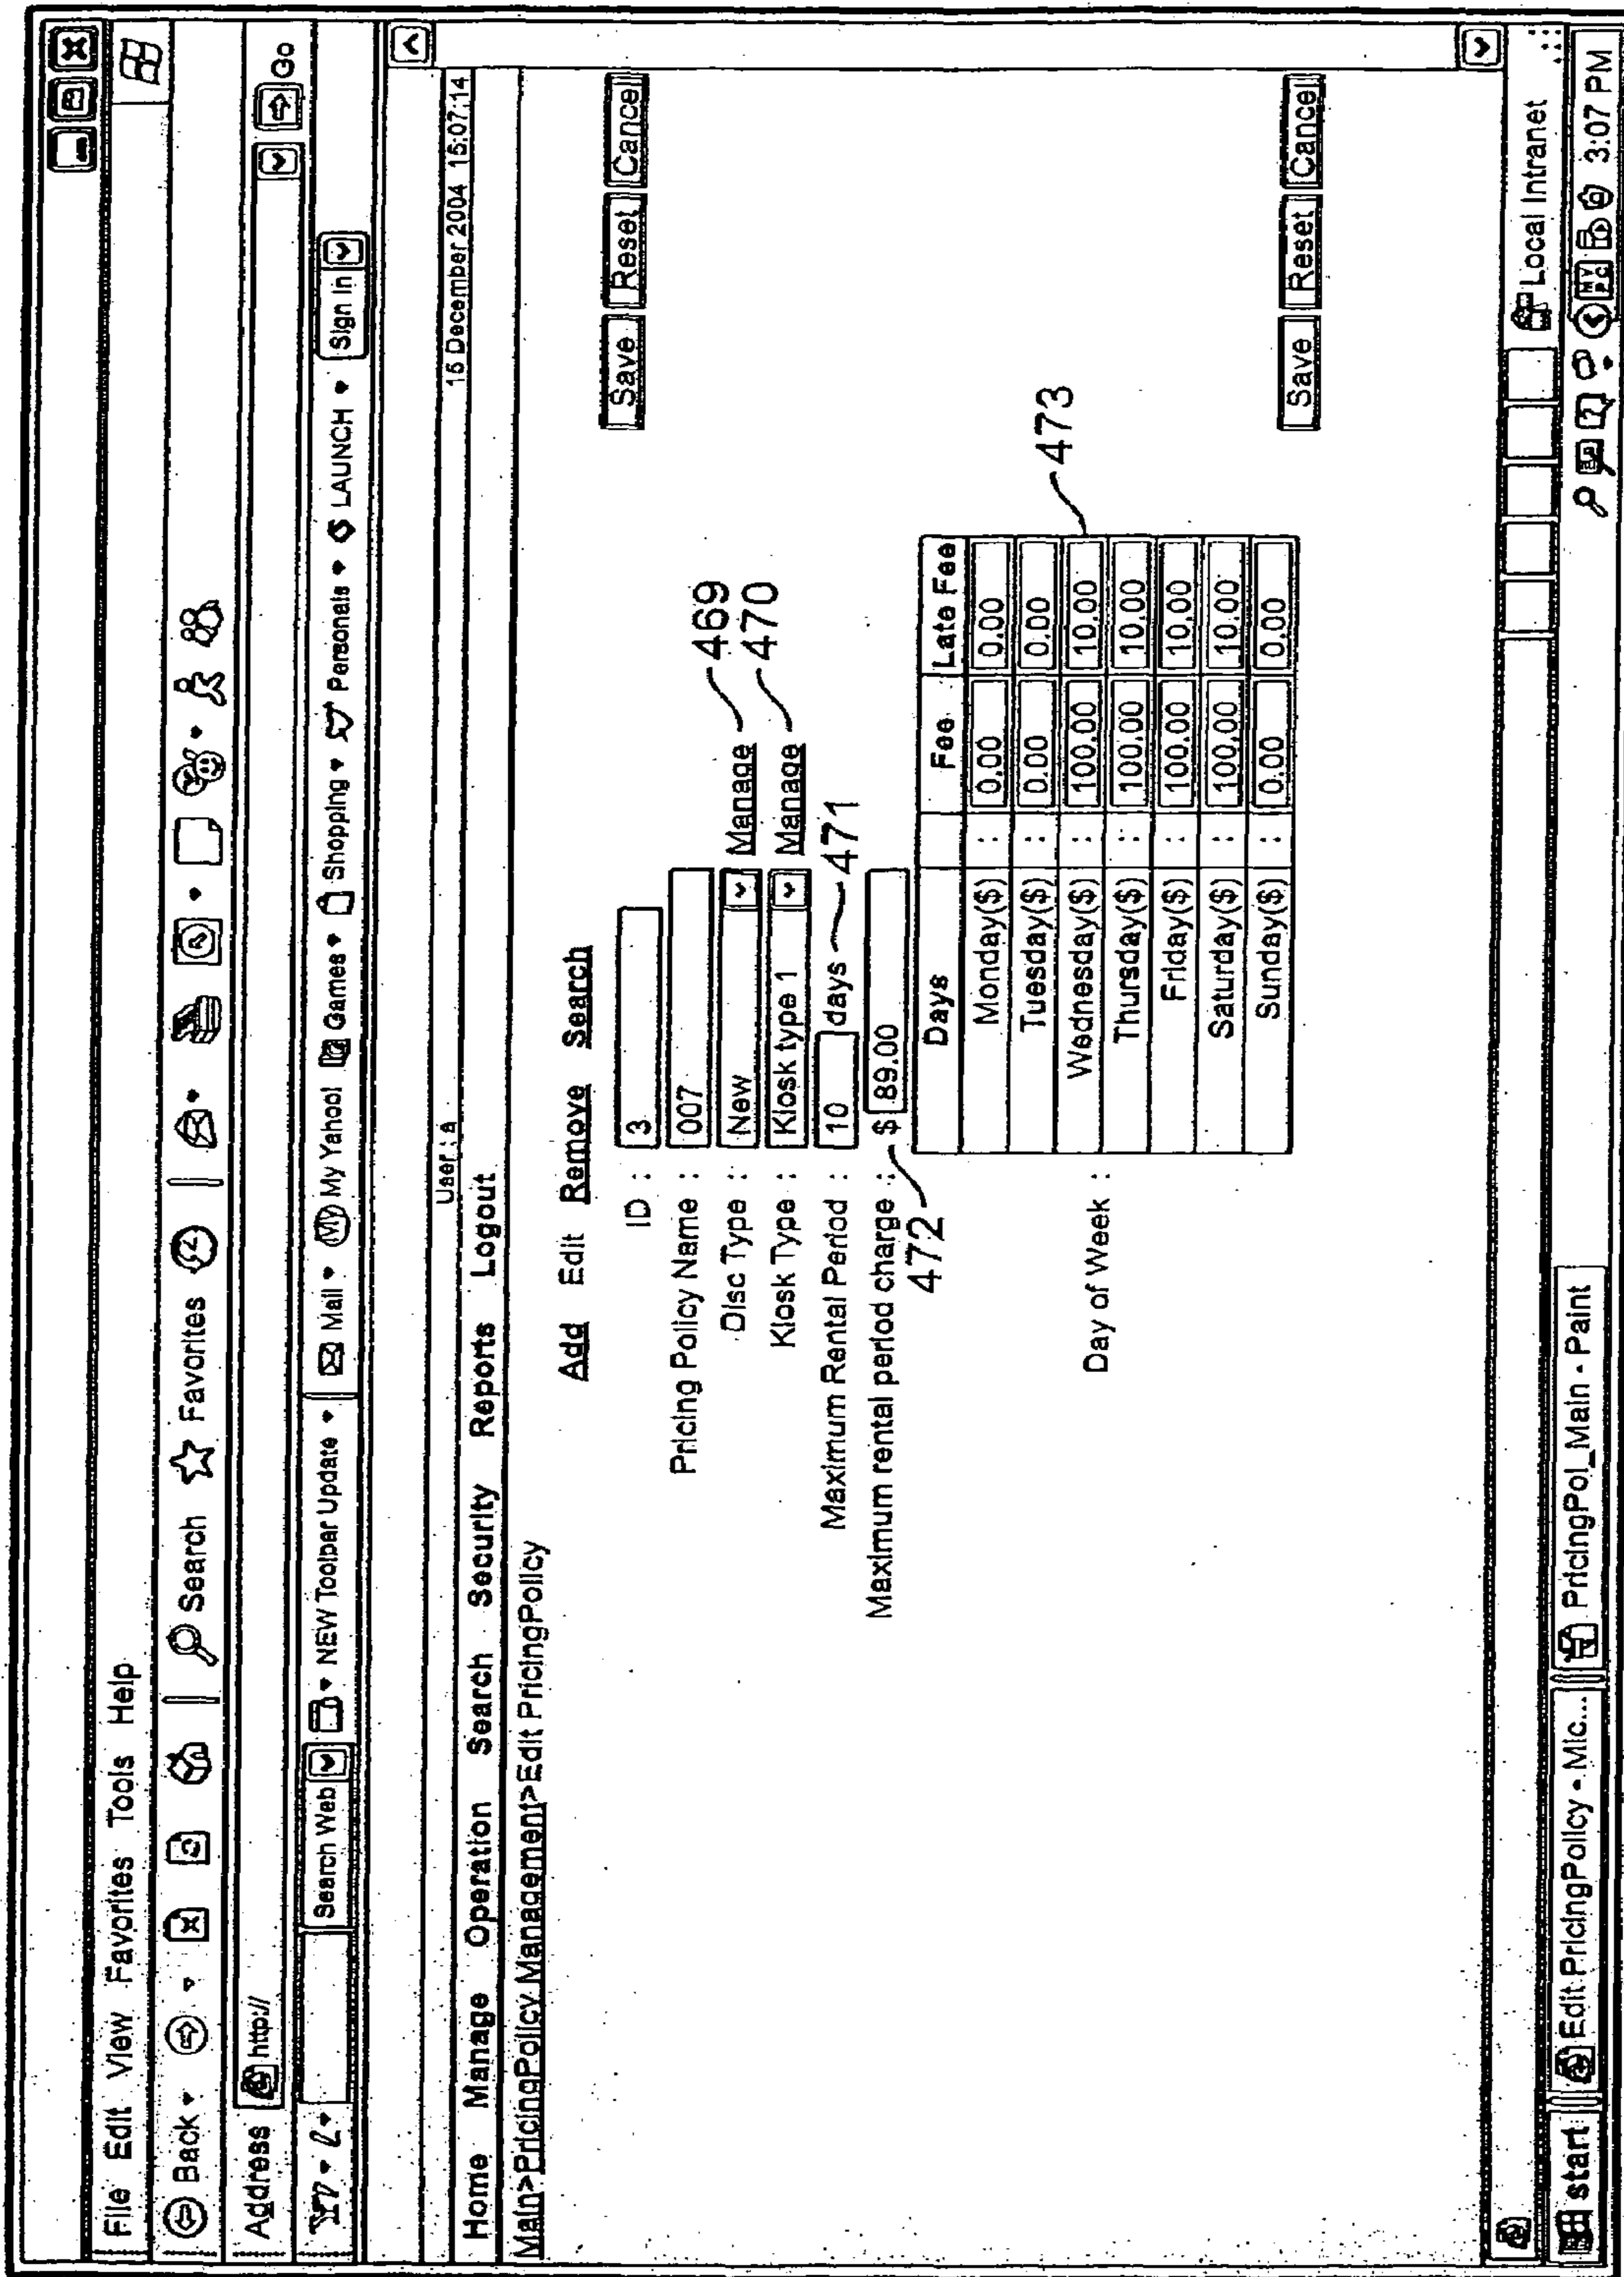 File Edit View Favorites Tools Help
Back Search Favorites
Address http:// Go
Search Web NEW Toolbar Update Mail My Yahoo! Games Shopping Personals LAUNCH Sign In
User : a 15 December 2004 15:07:14
Home Manage Operation Search Security Reports Logout
Main>PricingPolicy Management>Edit PricingPolicy
Add Edit Remove Search
Save Reset Cancel
ID : 3
Pricing Policy Name : 007
Disc Type : New Manage 469
Kiosk Type : Kiosk type 1 Manage 470
Maximum Rental Period : 10 days 471
Maximum rental period charge : $ 89.00
472
Day of Week :
Days Fee Late Fee
Monday($) : 0.00 0.00
Tuesday($) : 0.00 0.00
Wednesday($) : 100.00 10.00
Thursday($) : 100.00 10.00
Friday($) : 100.00 10.00
Saturday($) : 100.00 10.00
Sunday($) : 0.00 0.00
473
Save Reset Cancel
Local Intranet
start Edit PricingPolicy - Mic... PricingPol_Main - Paint 3:07 PM